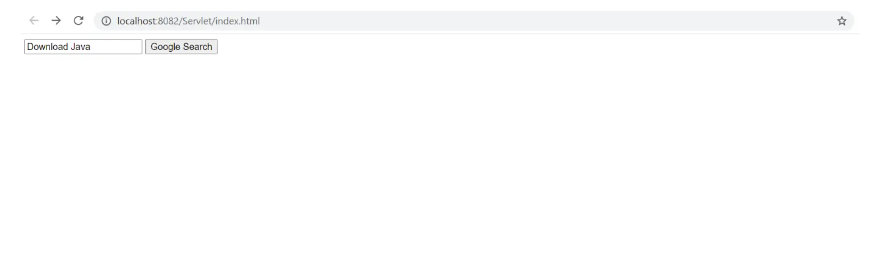 localhost:8082/Servlet/index.html
Download Java Google Search